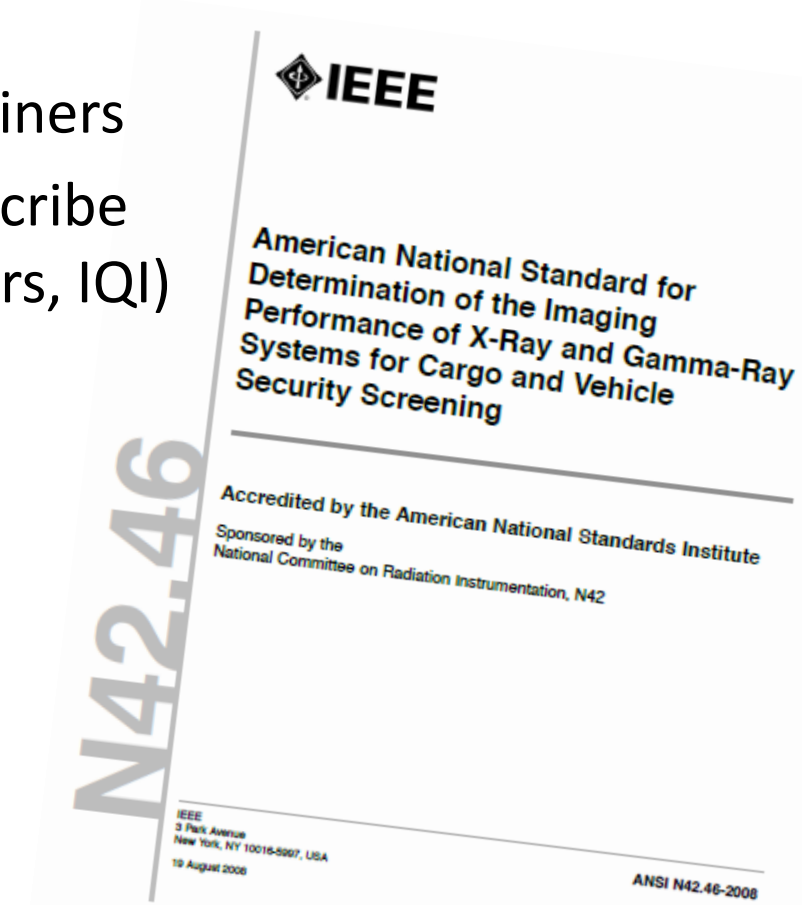 iners
cribe
rs, IQI)
IEEE
American National Standard for
Determination of the Imaging
Performance of X-Ray and Gamma-Ray
Systems for Cargo and Vehicle
Security Screening
Accredited by the American National Standards Institute
Sponsored by the
National Committee on Radiation Instrumentation, N42
N42.46
IEEE
3 Park Avenue
New York, NY 10016-5997, USA
19 August 2008
ANSI N42.46-2008